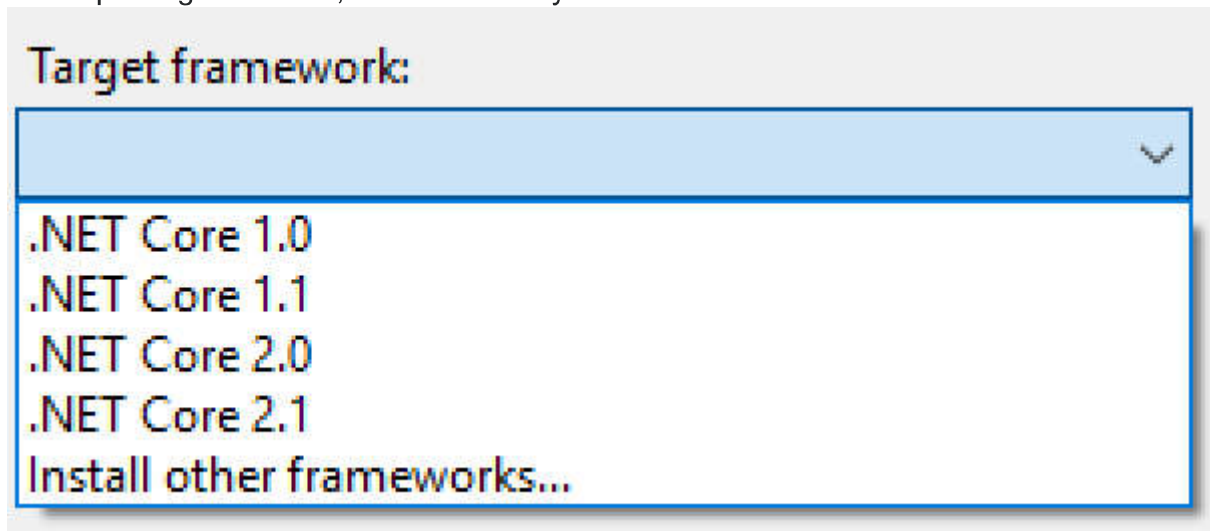 Target framework:
.NET Core 1.0
.NET Core 1.1
.NET Core 2.0
.NET Core 2.1
Install other frameworks...